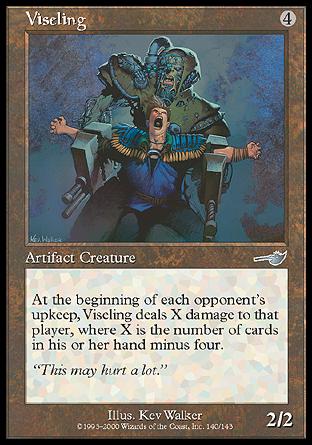 Viseling 4
Kev Walker
Artifact Creature
At the beginning of each opponent's
upkeep, Viseling deals X damage to that
player, where X is the number of cards
in his or her hand minus four.
"This may hurt a lot."
Illus. Kev Walker
©1993-2000 Wizards of the Coast, Inc. 140/143
2/2